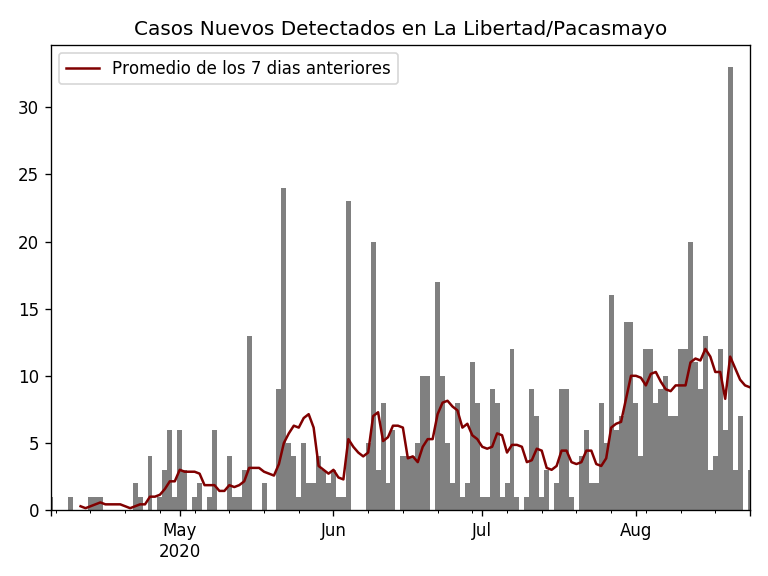 Casos Nuevos Detectados en La Libertad/Pacasmayo
Promedio de los 7 dias anteriores
30
25
20
15
10
5
0
May Jun Jul Aug
2020